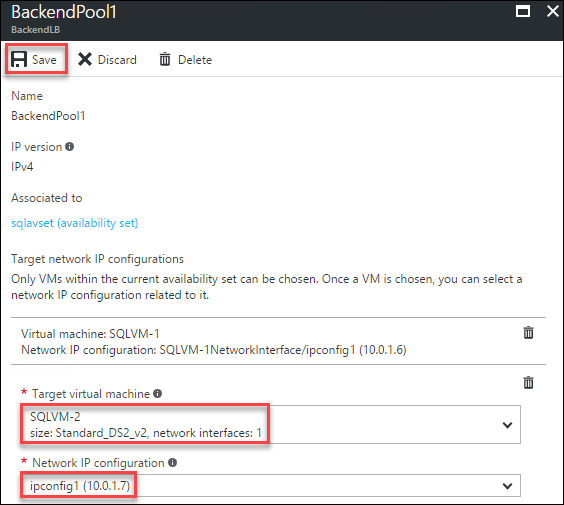 BackendPool1
BackendLB
Save Discard Delete
Name
BackendPool1
IP version
IPv4
Associated to
sqlavset (availability set)
Target network IP configurations
Only VMs within the current availability set can be chosen. Once a VM is chosen, you can select a
network IP configuration related to it.
Virtual machine: SQLVM-1
Network IP configuration: SQLVM-1NetworkInterface/ipconfig1 (10.0.1.6)
* Target virtual machine
SQLVM-2
size: Standard_DS2_v2, network interfaces: 1
* Network IP configuration
ipconfig1 (10.0.1.7)